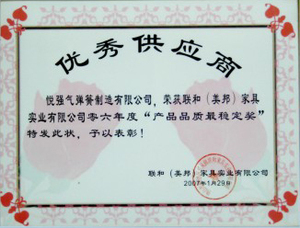 优秀供应商
悦强气弹簧制造有限公司，荣获联和（美邦）家具
实业有限公司零六年度“产品品质最稳定奖”
特发此状，予以表彰！
联和（美邦）家具实业有限公司
2007年1月29日